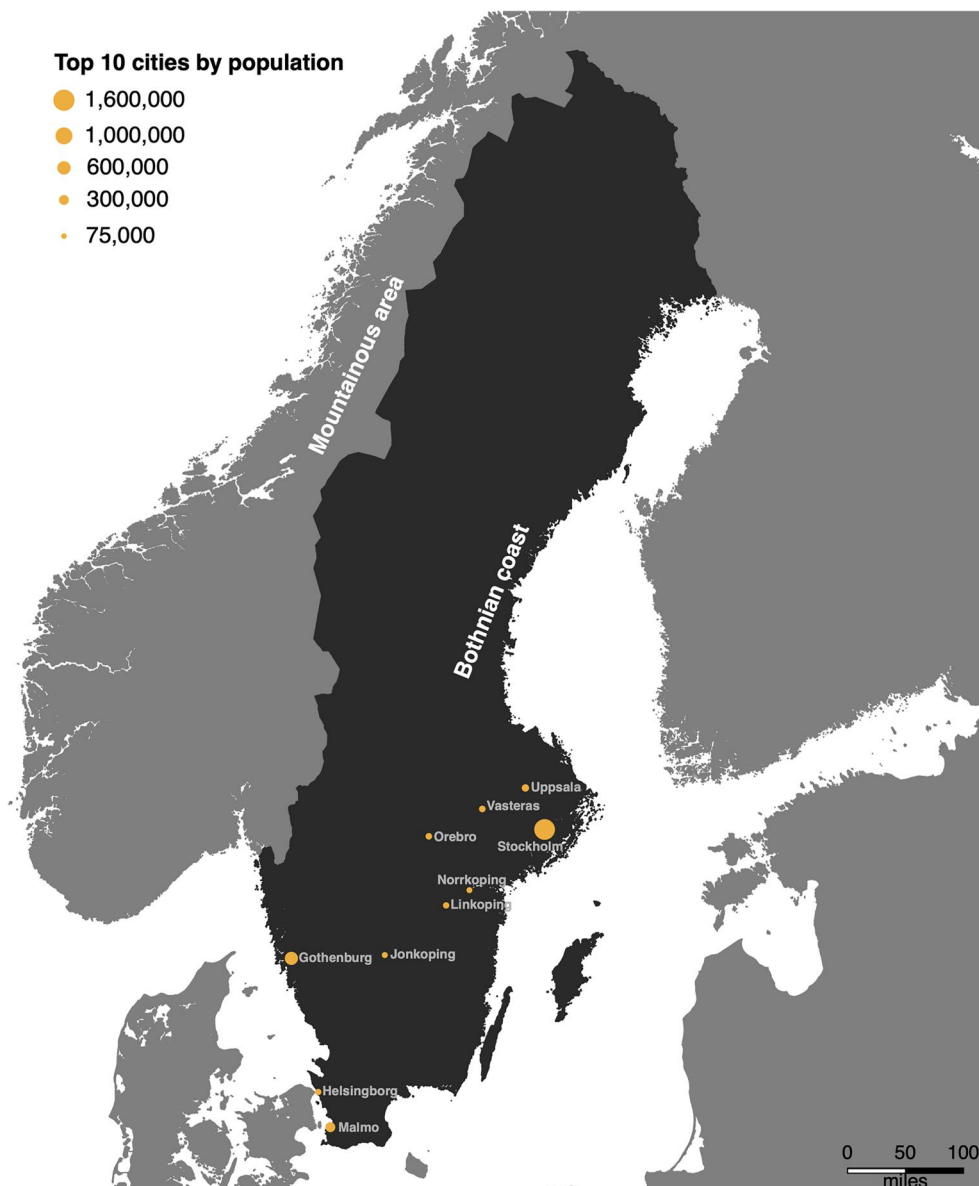 Top 10 cities by population
1,600,000
1,000,000
600,000
300,000
75,000
Mountainous area
Bothnian coast
Uppsala
Vasteras
Orebro
Stockholm
Norrkoping
Linkoping
Gothenburg
Jonkoping
Helsingborg
Malmo
0 50 100
miles